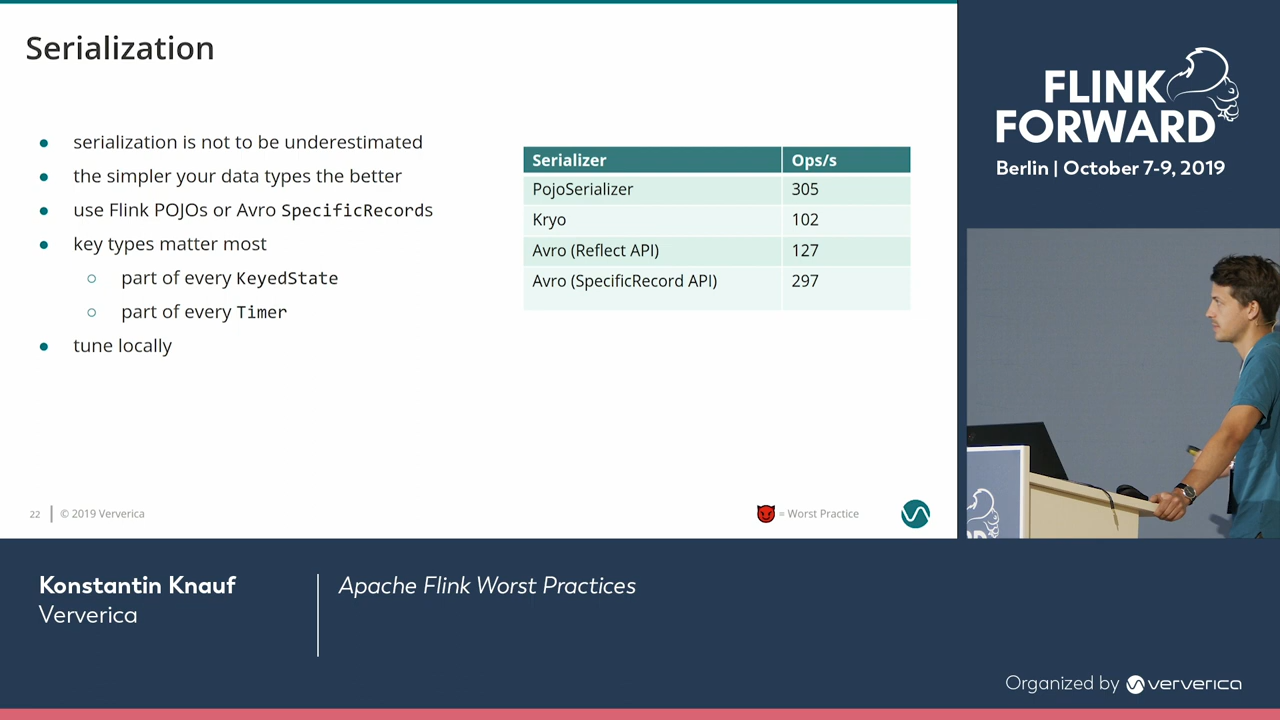 Serialization
serialization is not to be underestimated
the simpler your data types the better
use Flink POJOs or Avro SpecificRecords
key types matter most
part of every KeyedState
part of every Timer
tune locally
Serializer Ops/s
PojoSerializer 305
Kryo 102
Avro (Reflect API) 127
Avro (SpecificRecord API) 297
22 © 2019 Ververica
= Worst Practice
FLINK
FORWARD
Berlin | October 7-9, 2019
RD
Konstantin Knauf
Ververica
Apache Flink Worst Practices
Organized by ververica